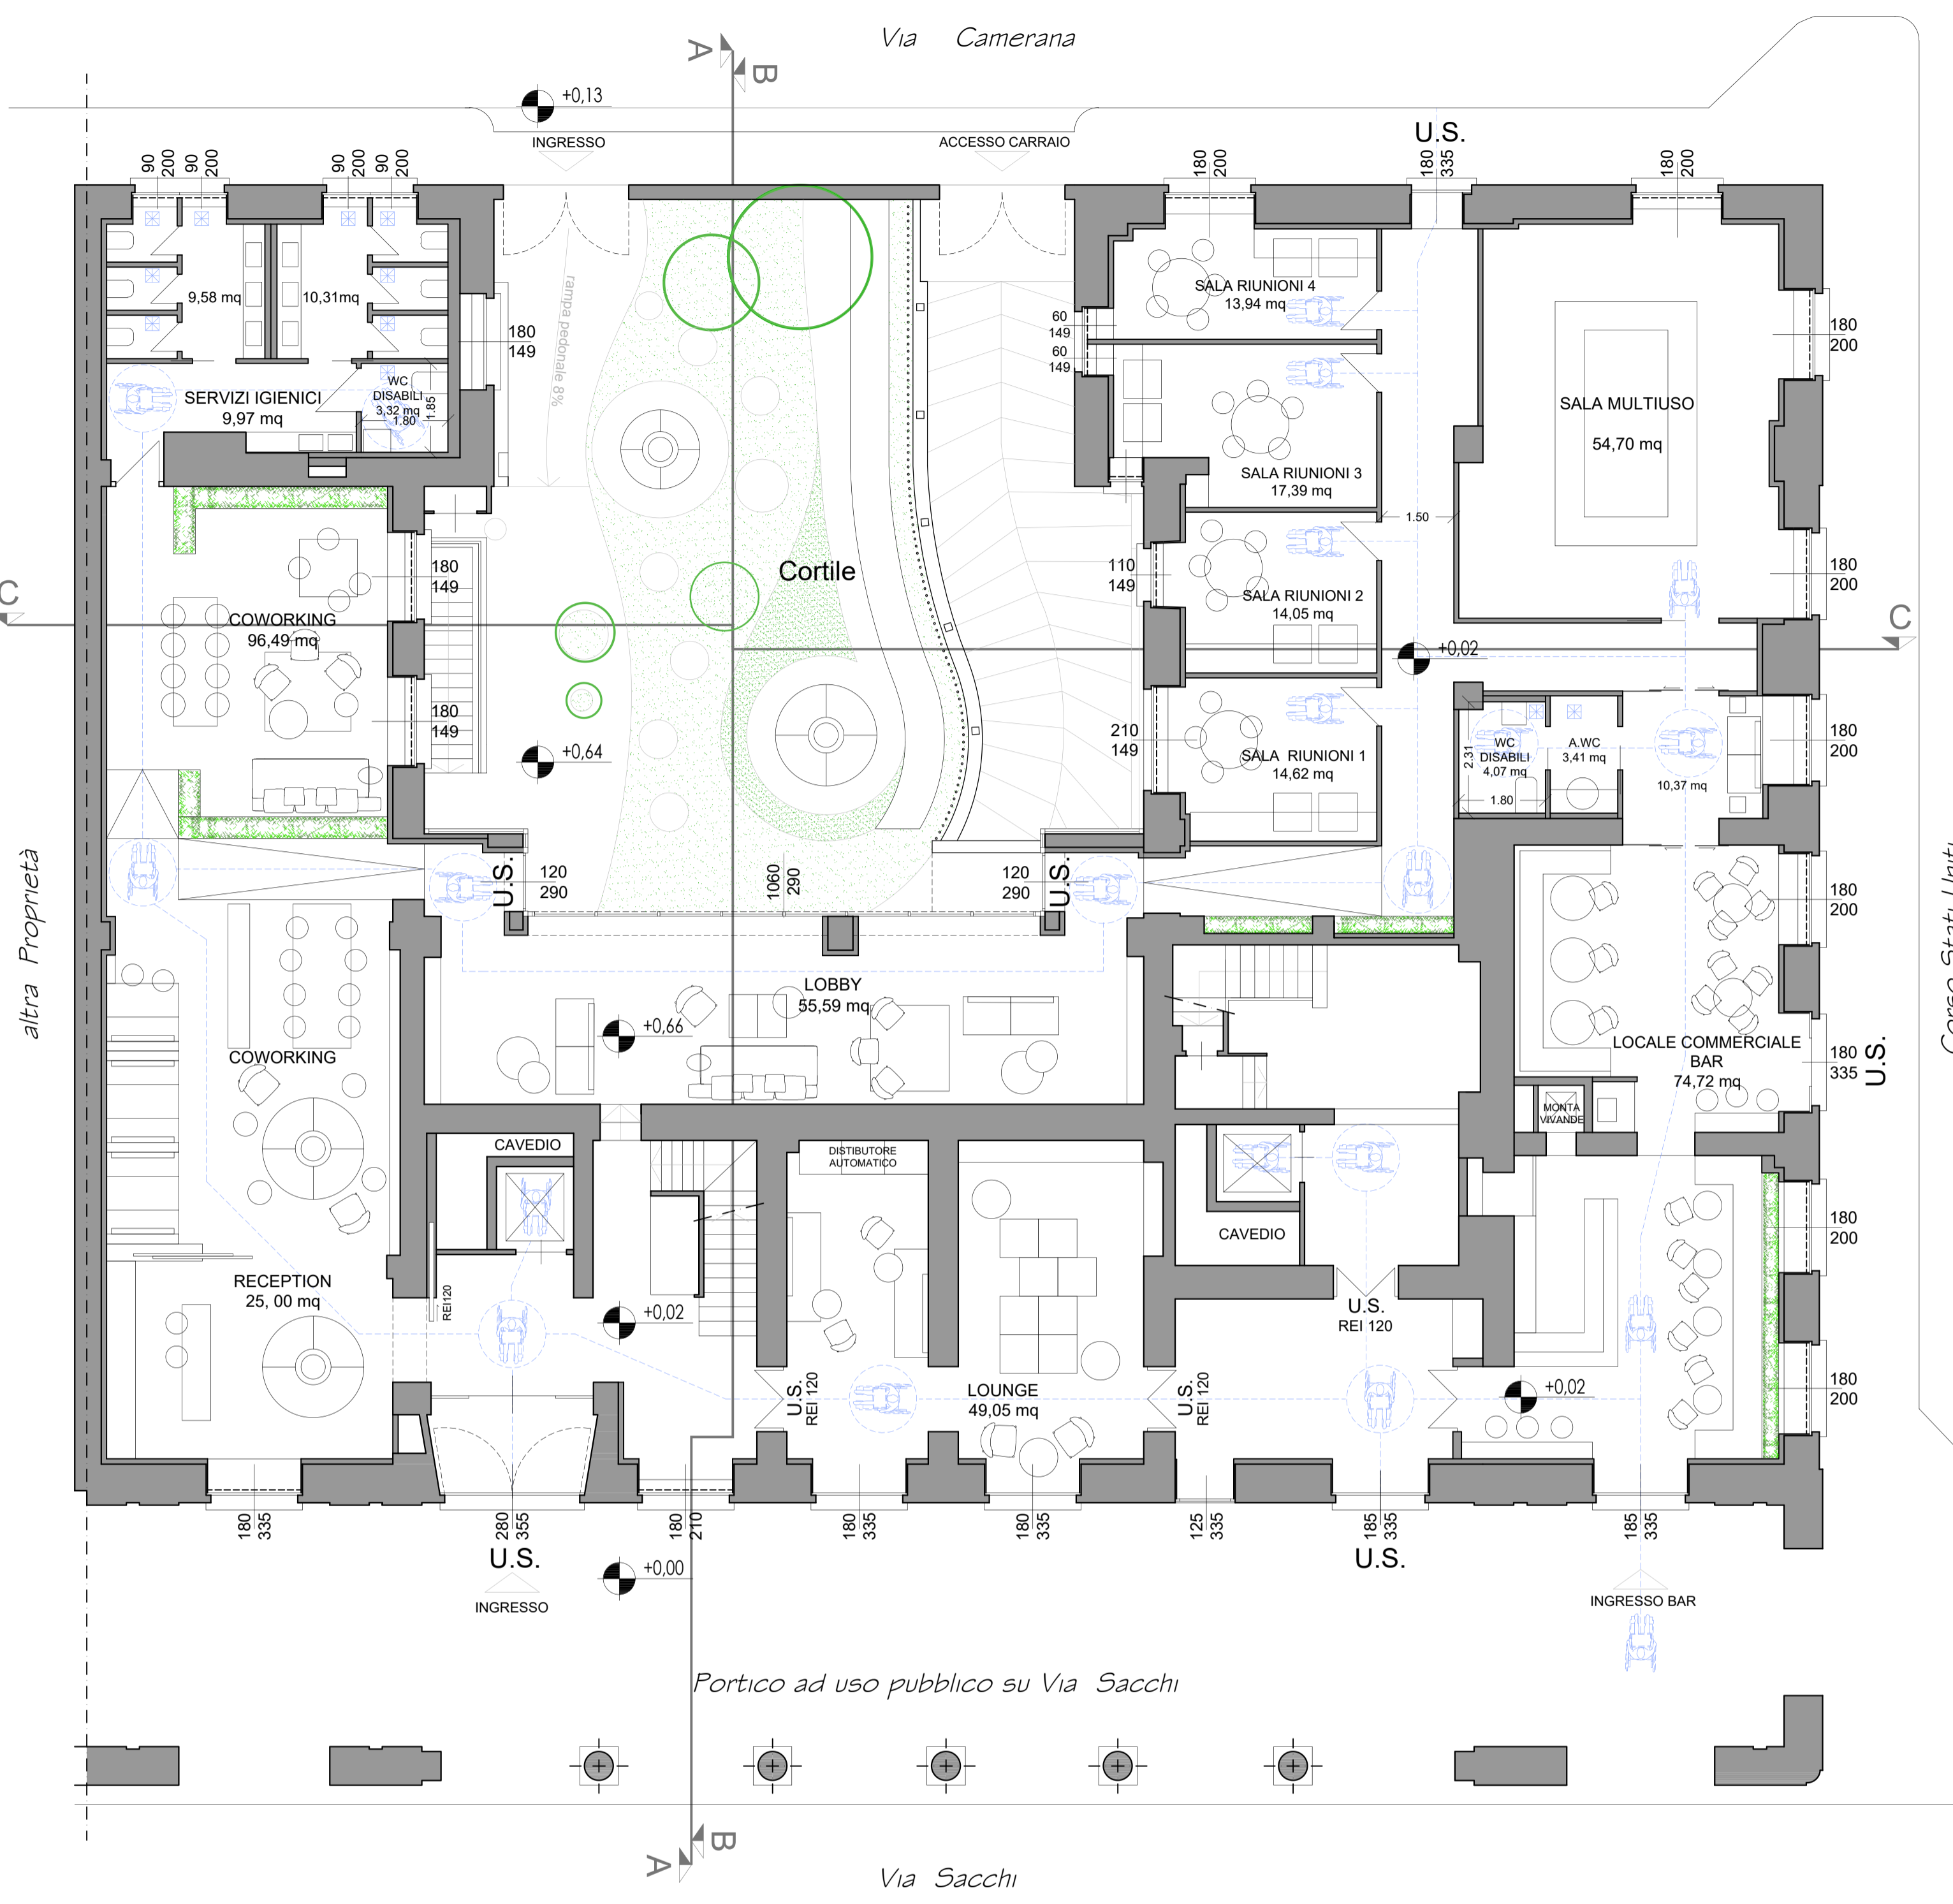 Via Camerana
A
B
+0,13
INGRESSO
ACCESSO CARRAIO
U.S.
90
200
90
200
90
200
90
200
180
200
180
335
180
200
9,58 mq
10,31mq
180
149
rampa pedonale 8%
SERVIZI IGIENICI
9,97 mq
WC
DISABILI
3,32 mq
1.80
1.85
60
149
60
149
SALA RIUNIONI 4
13,94 mq
SALA RIUNIONI 3
17,39 mq
SALA MULTIUSO
54,70 mq
180
200
1.50
C
COWORKING
96,49 mq
180
149
180
149
Cortile
110
149
SALA RIUNIONI 2
14,05 mq
180
200
C
+0,02
+0,64
210
149
SALA RIUNIONI 1
14,62 mq
2.31
WC
DISABILI
4,07 mq
1.80
A.WC
3,41 mq
10,37 mq
180
200
altra Proprietà
U.S.
120
290
1060
290
120
290
U.S.
180
200
LOBBY
55,59 mq
+0,66
COWORKING
LOCALE COMMERCIALE
BAR
74,72 mq
180
335
U.S.
MONTA
VIVANDE
CAVEDIO
DISTIBUTORE
AUTOMATICO
CAVEDIO
180
200
RECEPTION
25, 00 mq
REI120
+0,02
U.S.
REI 120
U.S.
REI 120
LOUNGE
49,05 mq
U.S.
REI 120
+0,02
180
200
180
335
280
355
180
210
180
335
180
335
125
335
185
335
185
335
U.S.
U.S.
+0,00
INGRESSO
INGRESSO BAR
Portico ad uso pubblico su Via Sacchi
A
B
Via Sacchi